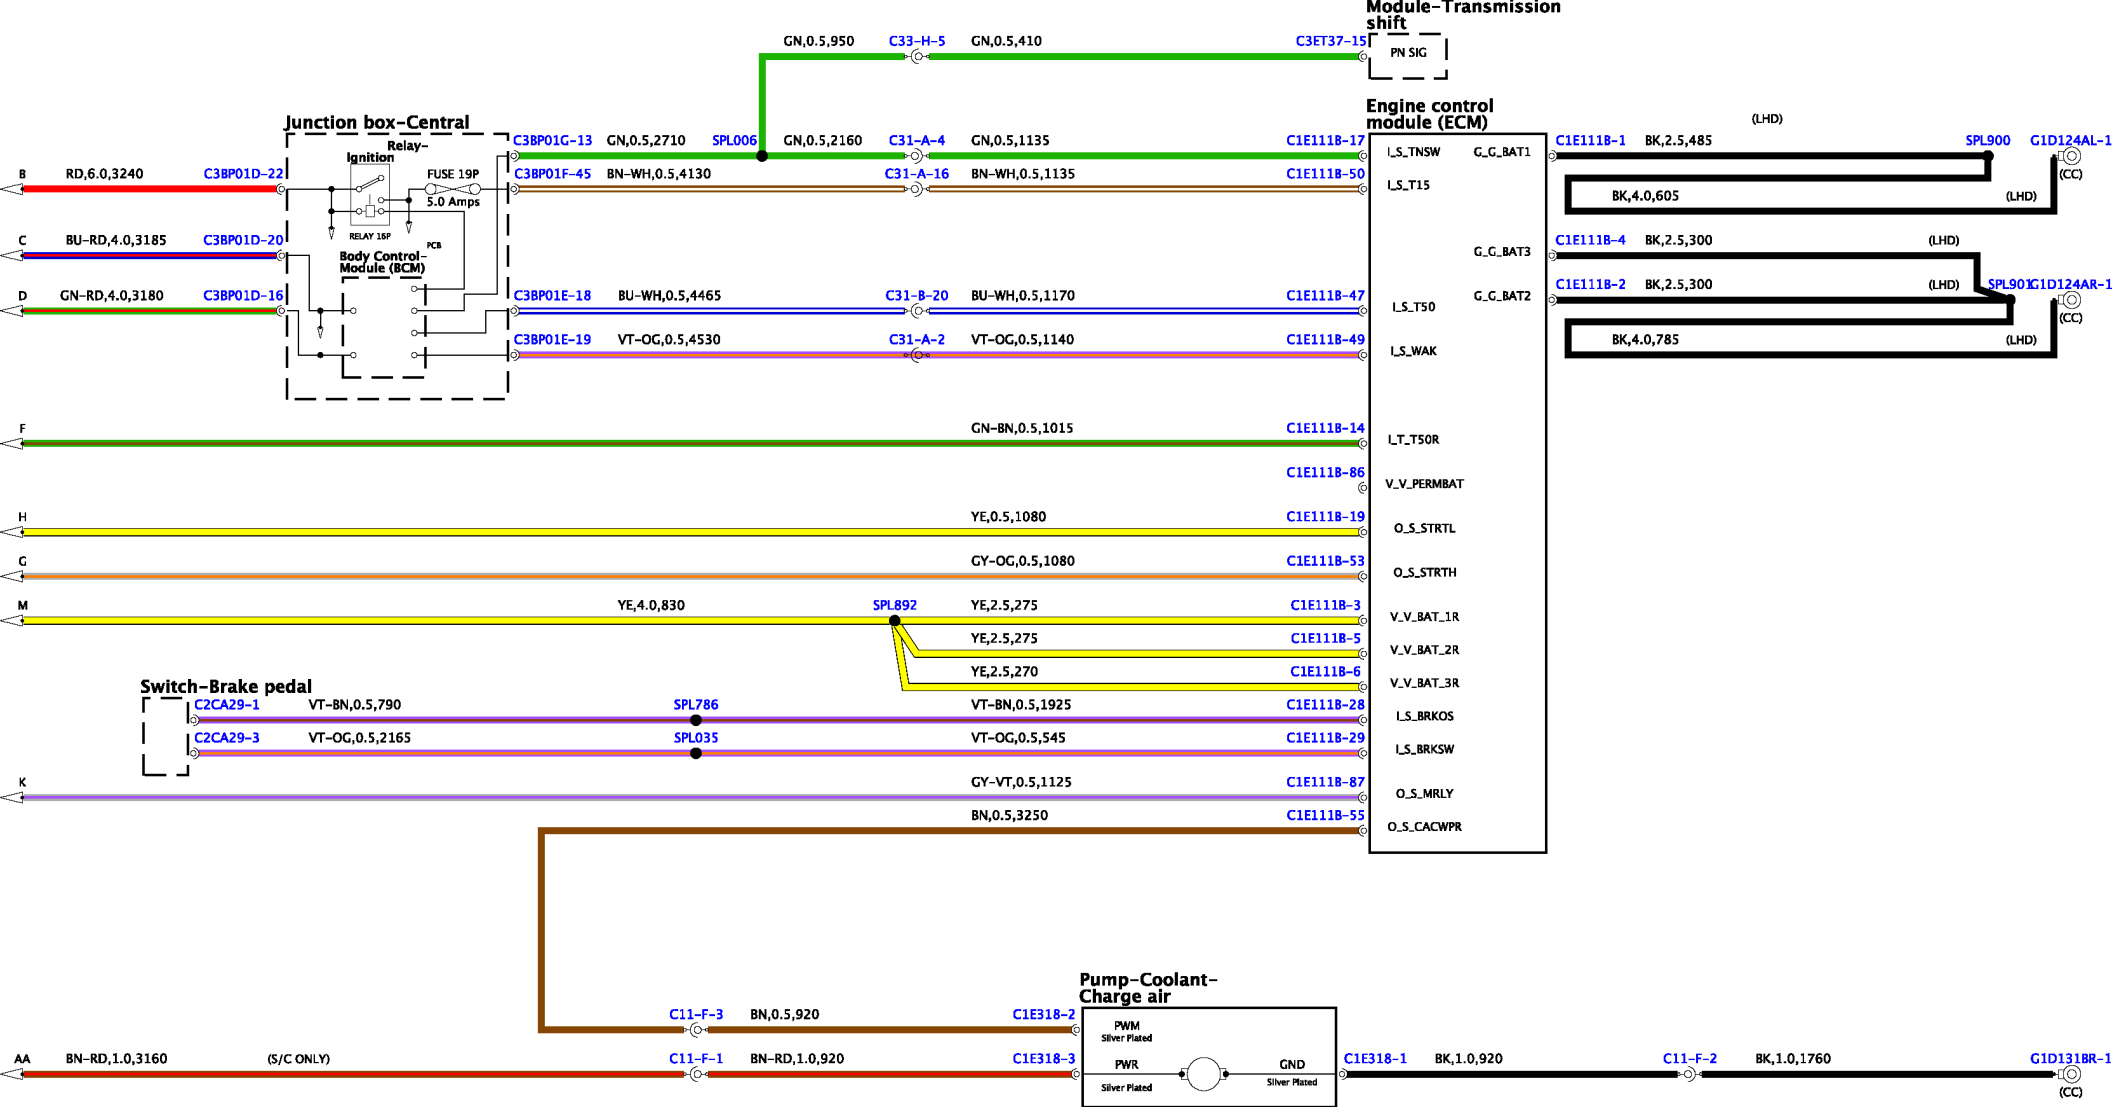 Module-Transmission
shift
GN,0.5,950 C33-H-5 GN,0.5,410 C3ET37-15
PN SIG
Engine control
module (ECM)
(LHD)
Junction box-Central
Relay-
Ignition
C3BP01G-13 GN,0.5,2710 SPL006 GN,0.5,2160 C31-A-4 GN,0.5,1135 C1E111B-17
I_S_TNSW G_G_BAT1
C1E111B-1 BK,2.5,485 SPL900 G1D124AL-1
(CC)
B RD,6.0,3240 C3BP01D-22
FUSE 19P
5.0 Amps
C3BP01F-45 BN-WH,0.5,4130 C31-A-16 BN-WH,0.5,1135 C1E111B-50
I_S_T15
BK,4.0,605 (LHD)
RELAY 16P
C BU-RD,4.0,3185 C3BP01D-20
PCB
Body Control-
Module (BCM)
G_G_BAT3
C1E111B-4 BK,2.5,300 (LHD)
D GN-RD,4.0,3180 C3BP01D-16
C3BP01E-18 BU-WH,0.5,4465 C31-B-20 BU-WH,0.5,1170 C1E111B-47
I_S_T50 G_G_BAT2
C1E111B-2 BK,2.5,300 (LHD) SPL901 G1D124AR-1
(CC)
C3BP01E-19 VT-OG,0.5,4530 C31-A-2 VT-OG,0.5,1140 C1E111B-49
I_S_WAK
BK,4.0,785 (LHD)
F GN-BN,0.5,1015 C1E111B-14
I_T_T50R
C1E111B-86
V_V_PERMBAT
H YE,0.5,1080 C1E111B-19
O_S_STRTL
G GY-OG,0.5,1080 C1E111B-53
O_S_STRTH
M YE,4.0,830 SPL892 YE,2.5,275 C1E111B-3
V_V_BAT_1R
YE,2.5,275 C1E111B-5
V_V_BAT_2R
YE,2.5,270 C1E111B-6
V_V_BAT_3R
Switch-Brake pedal
C2CA29-1 VT-BN,0.5,790 SPL786 VT-BN,0.5,1925 C1E111B-28
I_S_BRKOS
C2CA29-3 VT-OG,0.5,2165 SPL035 VT-OG,0.5,545 C1E111B-29
I_S_BRKSW
K GY-VT,0.5,1125 C1E111B-87
O_S_MRLY
BN,0.5,3250 C1E111B-55
O_S_CACWPR
Pump-Coolant-
Charge air
C11-F-3 BN,0.5,920 C1E318-2
PWM
Silver Plated
AA BN-RD,1.0,3160 (S/C ONLY) C11-F-1 BN-RD,1.0,920 C1E318-3
PWR GND
Silver Plated Silver Plated
C1E318-1 BK,1.0,920 C11-F-2 BK,1.0,1760 G1D131BR-1
(CC)